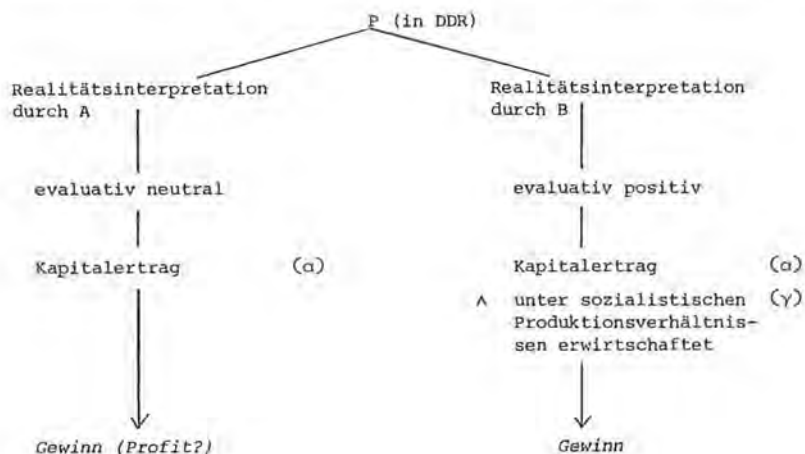 P (in DDR)
Realitätsinterpretation
durch A
evaluativ neutral
Kapitalertrag (α)
Gewinn (Profit?)
Realitätsinterpretation
durch B
evaluativ positiv
Kapitalertrag (α)
∧ unter sozialistischen (γ)
Produktionsverhältnis-
sen erwirtschaftet
Gewinn